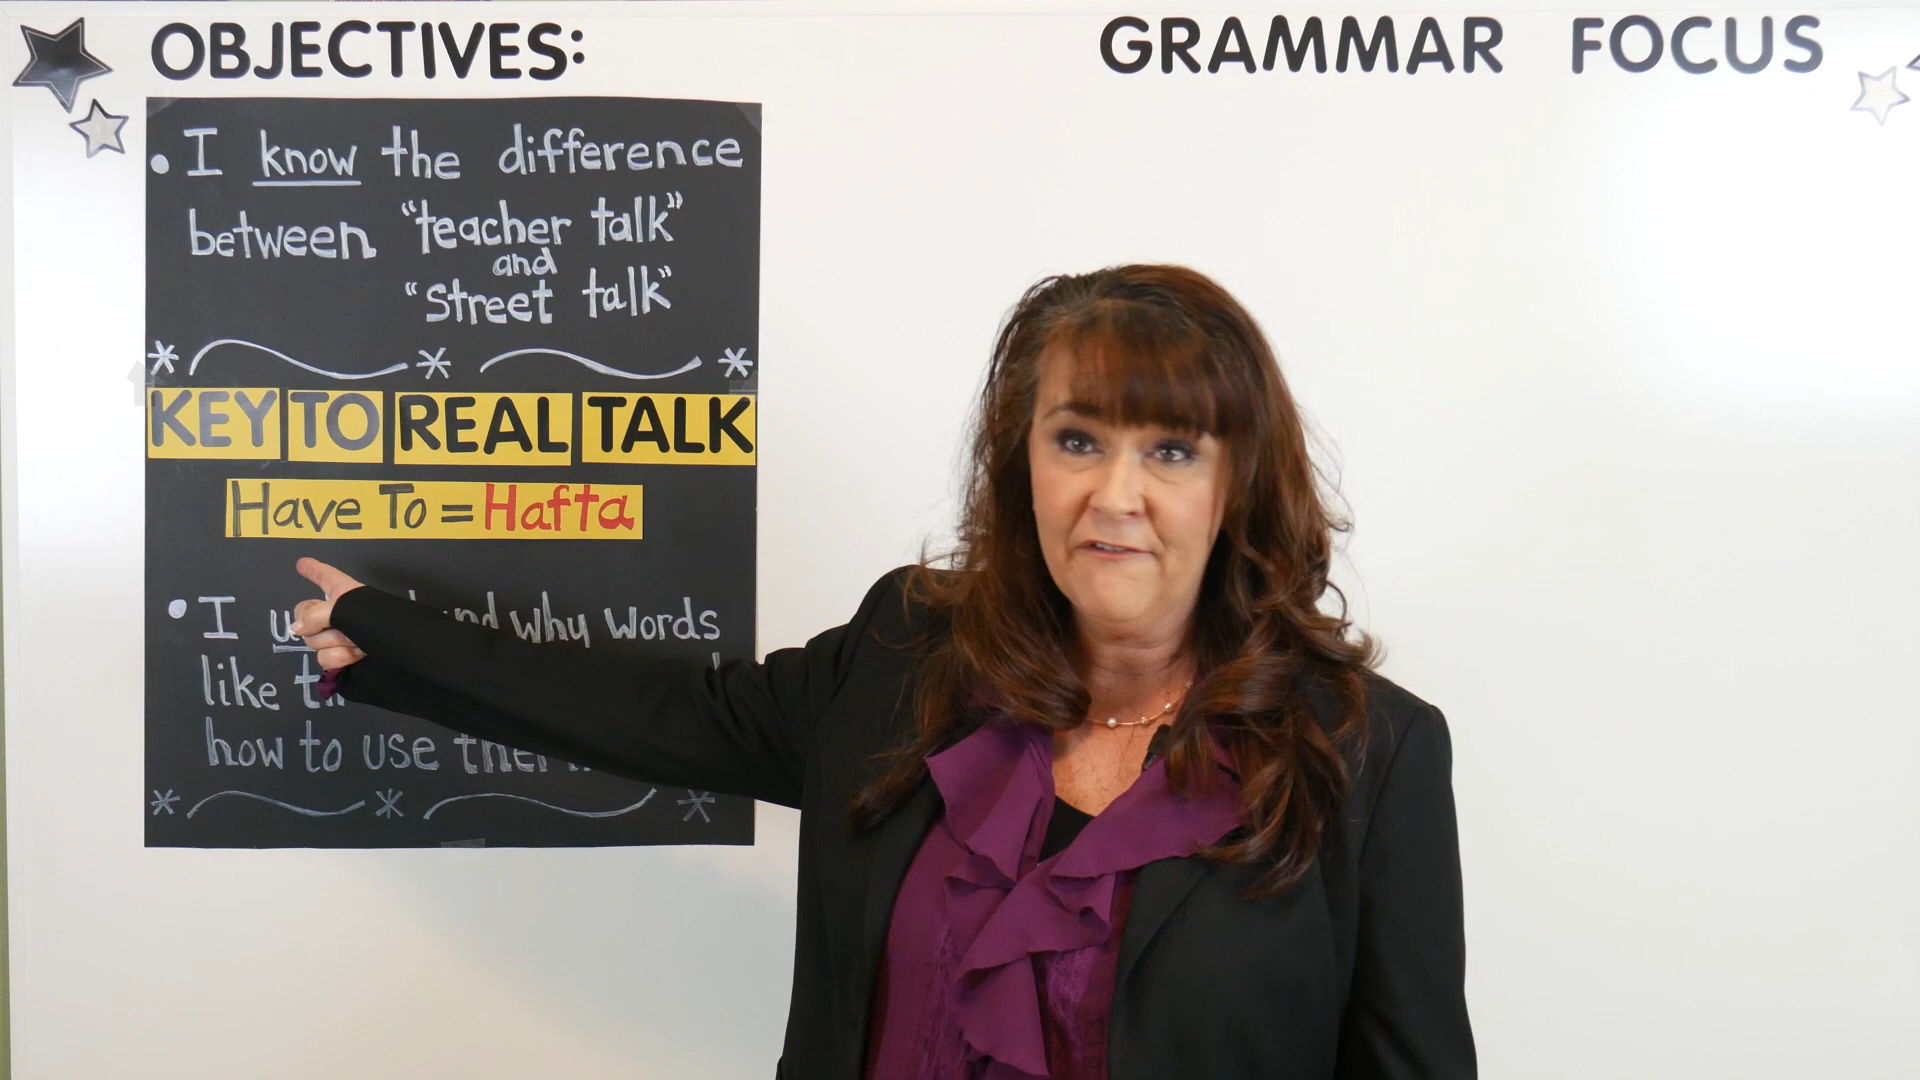 OBJECTIVES:
GRAMMAR FOCUS
• I know the difference
between "teacher talk"
and
"Street talk"
KEY TO REAL TALK
Have To = Hafta
• I why words
like
how to use